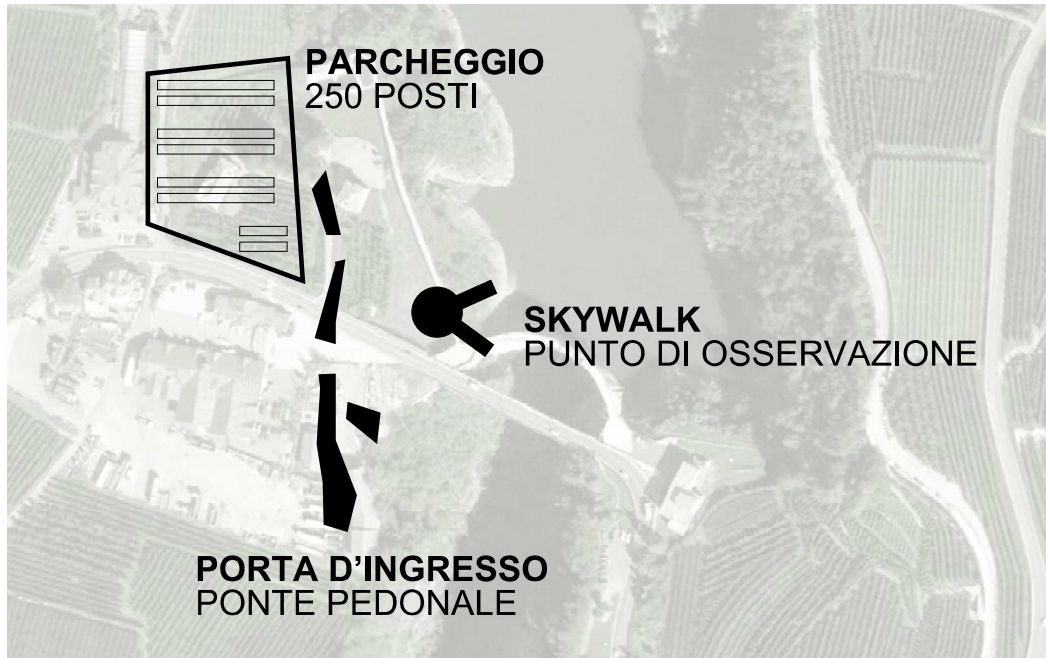 PARCHEGGIO
250 POSTI
SKYWALK
PUNTO DI OSSERVAZIONE
PORTA D’INGRESSO
PONTE PEDONALE